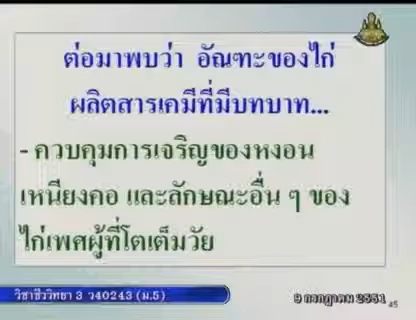 ต่อมาพบว่า อัณฑะของไก่
ผลิตสารเคมีที่มีบทบาท...
- ควบคุมการเจริญของหงอน
เหนียงคอ และลักษณะอื่น ๆ ของ
ไก่เพศผู้ที่โตเต็มวัย
วิชาชีววิทยา 3 ว40243 (ม.5)
9 กรกฎาคม 2551